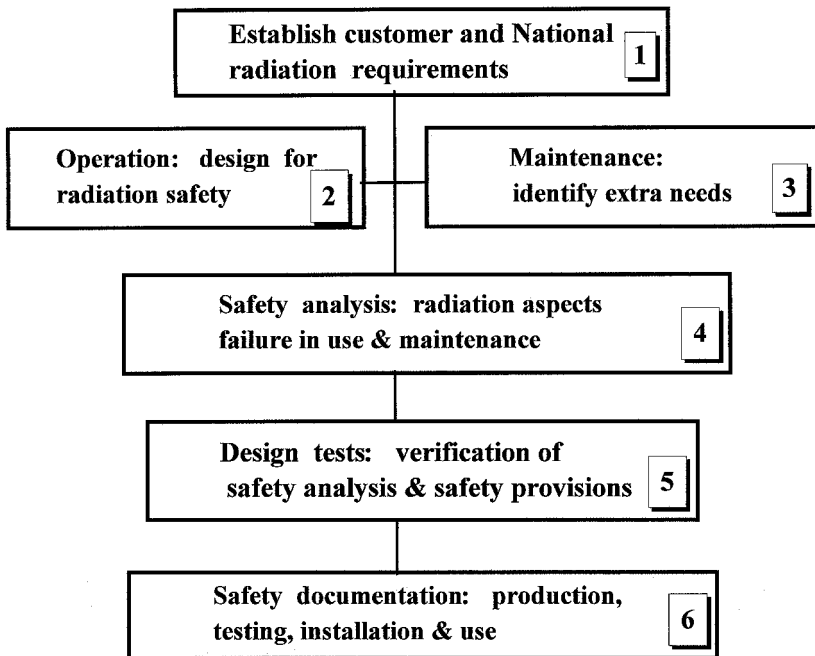 Establish customer and National
radiation requirements
1
Operation: design for
radiation safety
2
Maintenance:
identify extra needs
3
Safety analysis: radiation aspects
failure in use & maintenance
4
Design tests: verification of
safety analysis & safety provisions
5
Safety documentation: production,
testing, installation & use
6